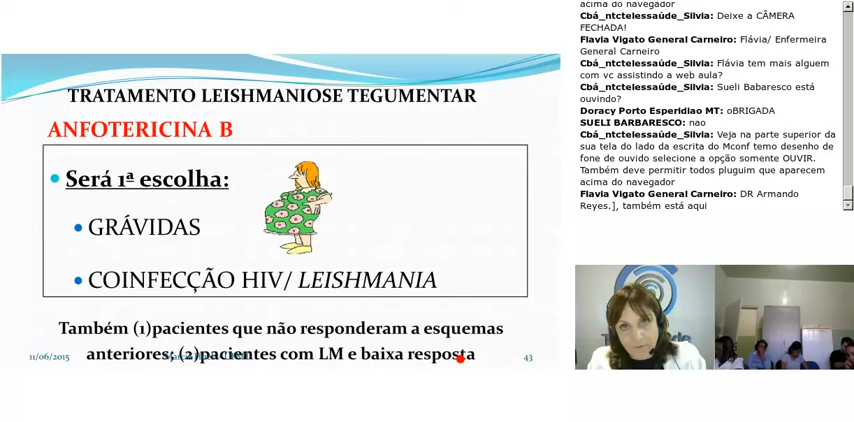 TRATAMENTO LEISHMANIOSE TEGUMENTAR
ANFOTERICINA B
• Será 1ª escolha:
• GRÁVIDAS
• COINFECÇÃO HIV/ LEISHMANIA
Também (1)pacientes que não responderam a esquemas
anteriores; (2)pacientes com LM e baixa resposta
11/06/2015
43
acima do navegador
Cbá_ntctelessaúde_Silvia: Deixe a CÂMERA
FECHADA!
Flavia Vigato General Carneiro: Flávia/ Enfermeira
General Carneiro
Cbá_ntctelessaúde_Silvia: Flávia tem mais alguem
com vc assistindo a web aula?
Cbá_ntctelessaúde_Silvia: Sueli Babaresco está
ouvindo?
Doracy Porto Esperidiao MT: oBRIGADA
SUELI BARBARESCO: nao
Cbá_ntctelessaúde_Silvia: Veja na parte superior da
sua tela do lado da escrita do Mconf temo desenho de
fone de ouvido selecione a opção somente OUVIR.
Também deve permitir todos pluguim que aparecem
acima do navegador
Flavia Vigato General Carneiro: DR Armando
Reyes.], também está aqui